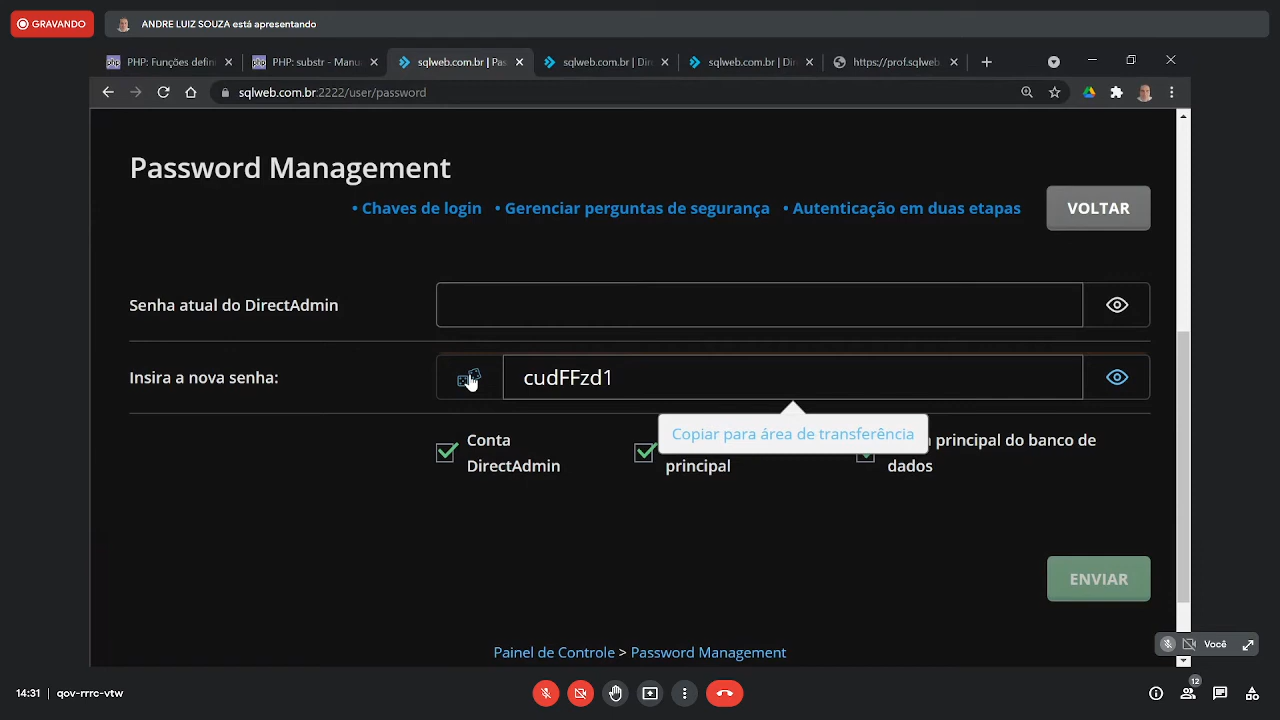 GRAVANDO
ANDRE LUIZ SOUZA está apresentando
PHP: Funções defini
PHP: substr - Manu
sqlweb.com.br | Pas
sqlweb.com.br | Dire
sqlweb.com.br | Dir
https://prof.sqlweb
sqlweb.com.br:2222/user/password
Password Management
• Chaves de login • Gerenciar perguntas de segurança • Autenticação em duas etapas
VOLTAR
Senha atual do DirectAdmin
Insira a nova senha:
cudFFzd1
Copiar para área de transferência
Conta
DirectAdmin
principal
principal do banco de
dados
ENVIAR
Painel de Controle > Password Management
Você
14:31 | qov-rrrc-vtw
12